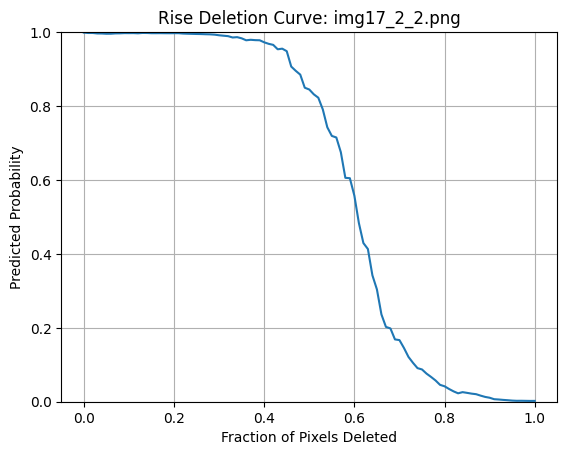 Rise Deletion Curve: img17_2_2.png
1.0
0.8
0.6
0.4
0.2
0.0
Predicted Probability
0.0 0.2 0.4 0.6 0.8 1.0
Fraction of Pixels Deleted